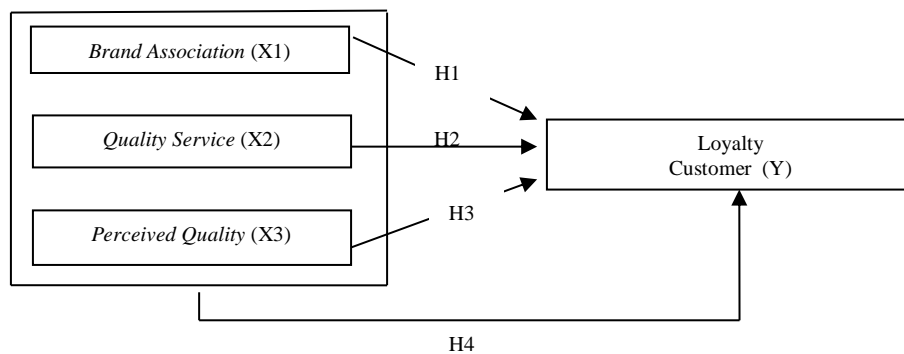 Brand Association (X1)
H1
Quality Service (X2)
H2
Loyalty
Customer (Y)
Perceived Quality (X3)
H3
H4